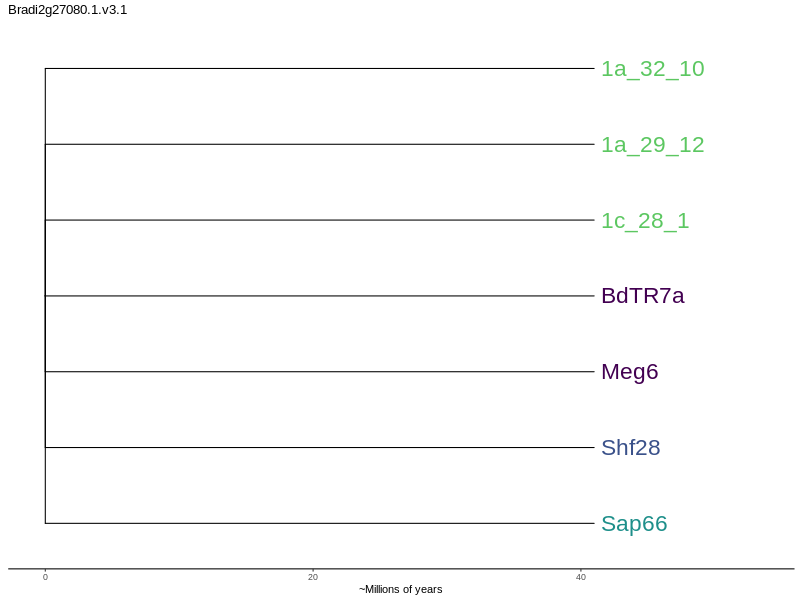 Bradi2g27080.1.v3.1
1a_32_10
1a_29_12
1c_28_1
BdTR7a
Meg6
Shf28
Sap66
0 20 40
~Millions of years